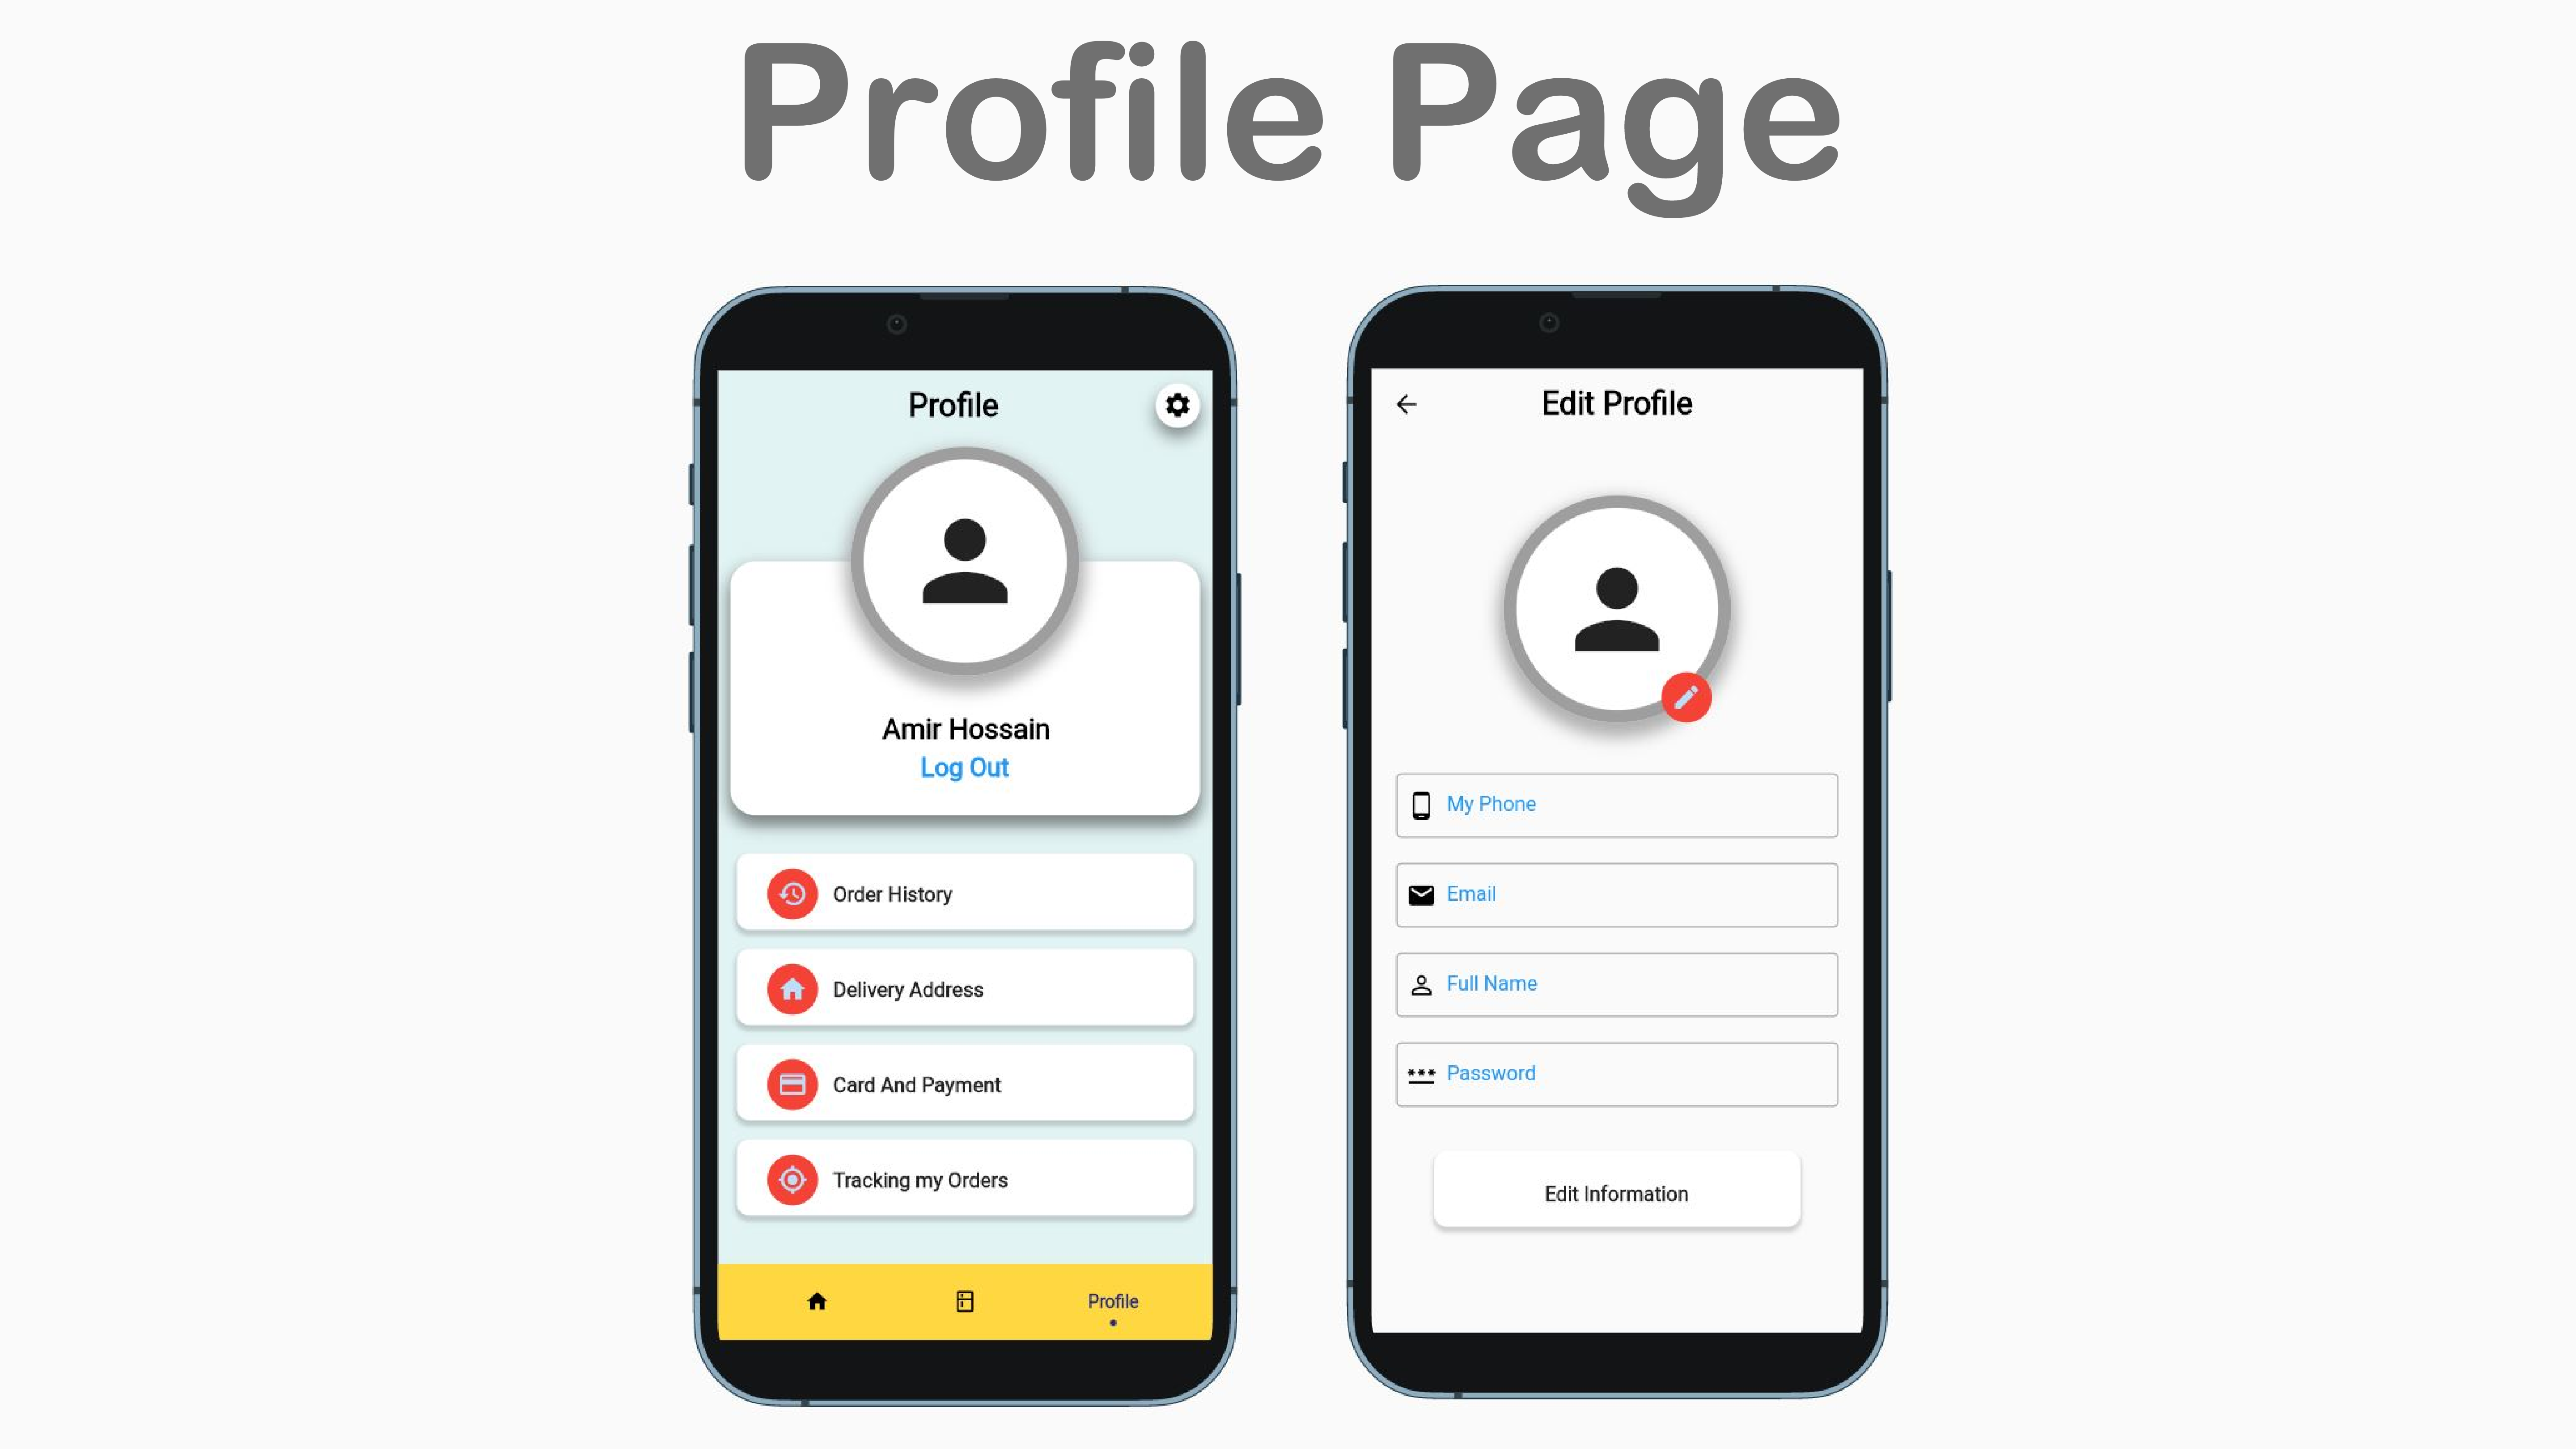 Profile Page
Profile
Amir Hossain
Log Out
Order History
Delivery Address
Card And Payment
Tracking my Orders
Profile
Edit Profile
My Phone
Email
Full Name
Password
Edit Information